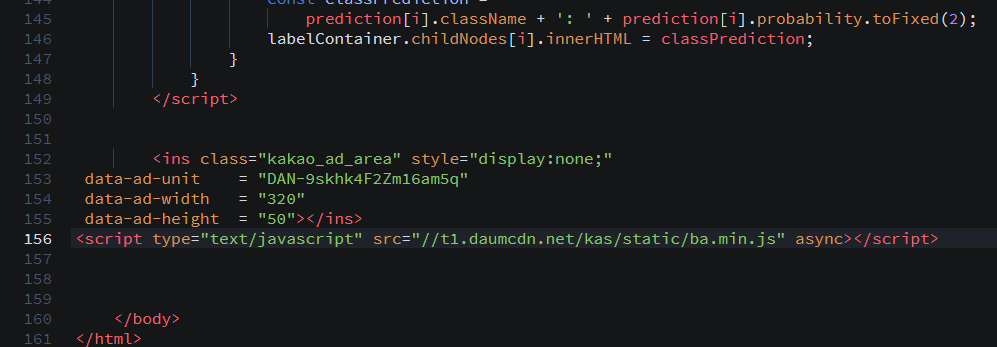 144 const classPrediction =
145 prediction[i].className + ': ' + prediction[i].probability.toFixed(2);
146 labelContainer.childNodes[i].innerHTML = classPrediction;
147 }
148 }
149 </script>
150
151
152 <ins class="kakao_ad_area" style="display:none;"
153 data-ad-unit = "DAN-9skhk4F2Zm16am5q"
154 data-ad-width = "320"
155 data-ad-height = "50"></ins>
156 <script type="text/javascript" src="//t1.daumcdn.net/kas/static/ba.min.js" async></script>
157
158
159
160 </body>
161 </html>